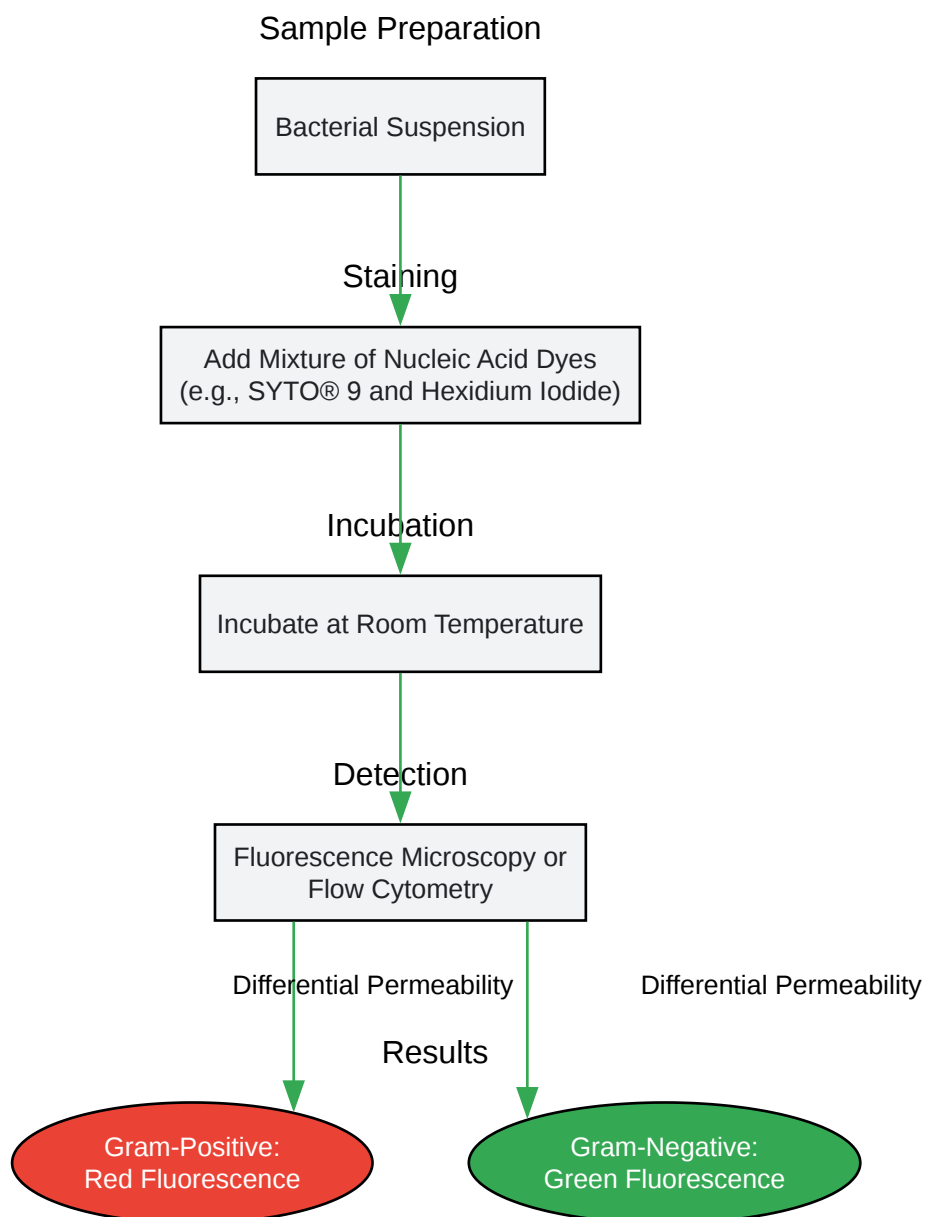 Sample Preparation
Bacterial Suspension
Staining
Add Mixture of Nucleic Acid Dyes
(e.g., SYTO® 9 and Hexidium Iodide)
Incubation
Incubate at Room Temperature
Detection
Fluorescence Microscopy or
Flow Cytometry
Differential Permeability
Differential Permeability
Results
Gram-Positive:
Red Fluorescence
Gram-Negative:
Green Fluorescence